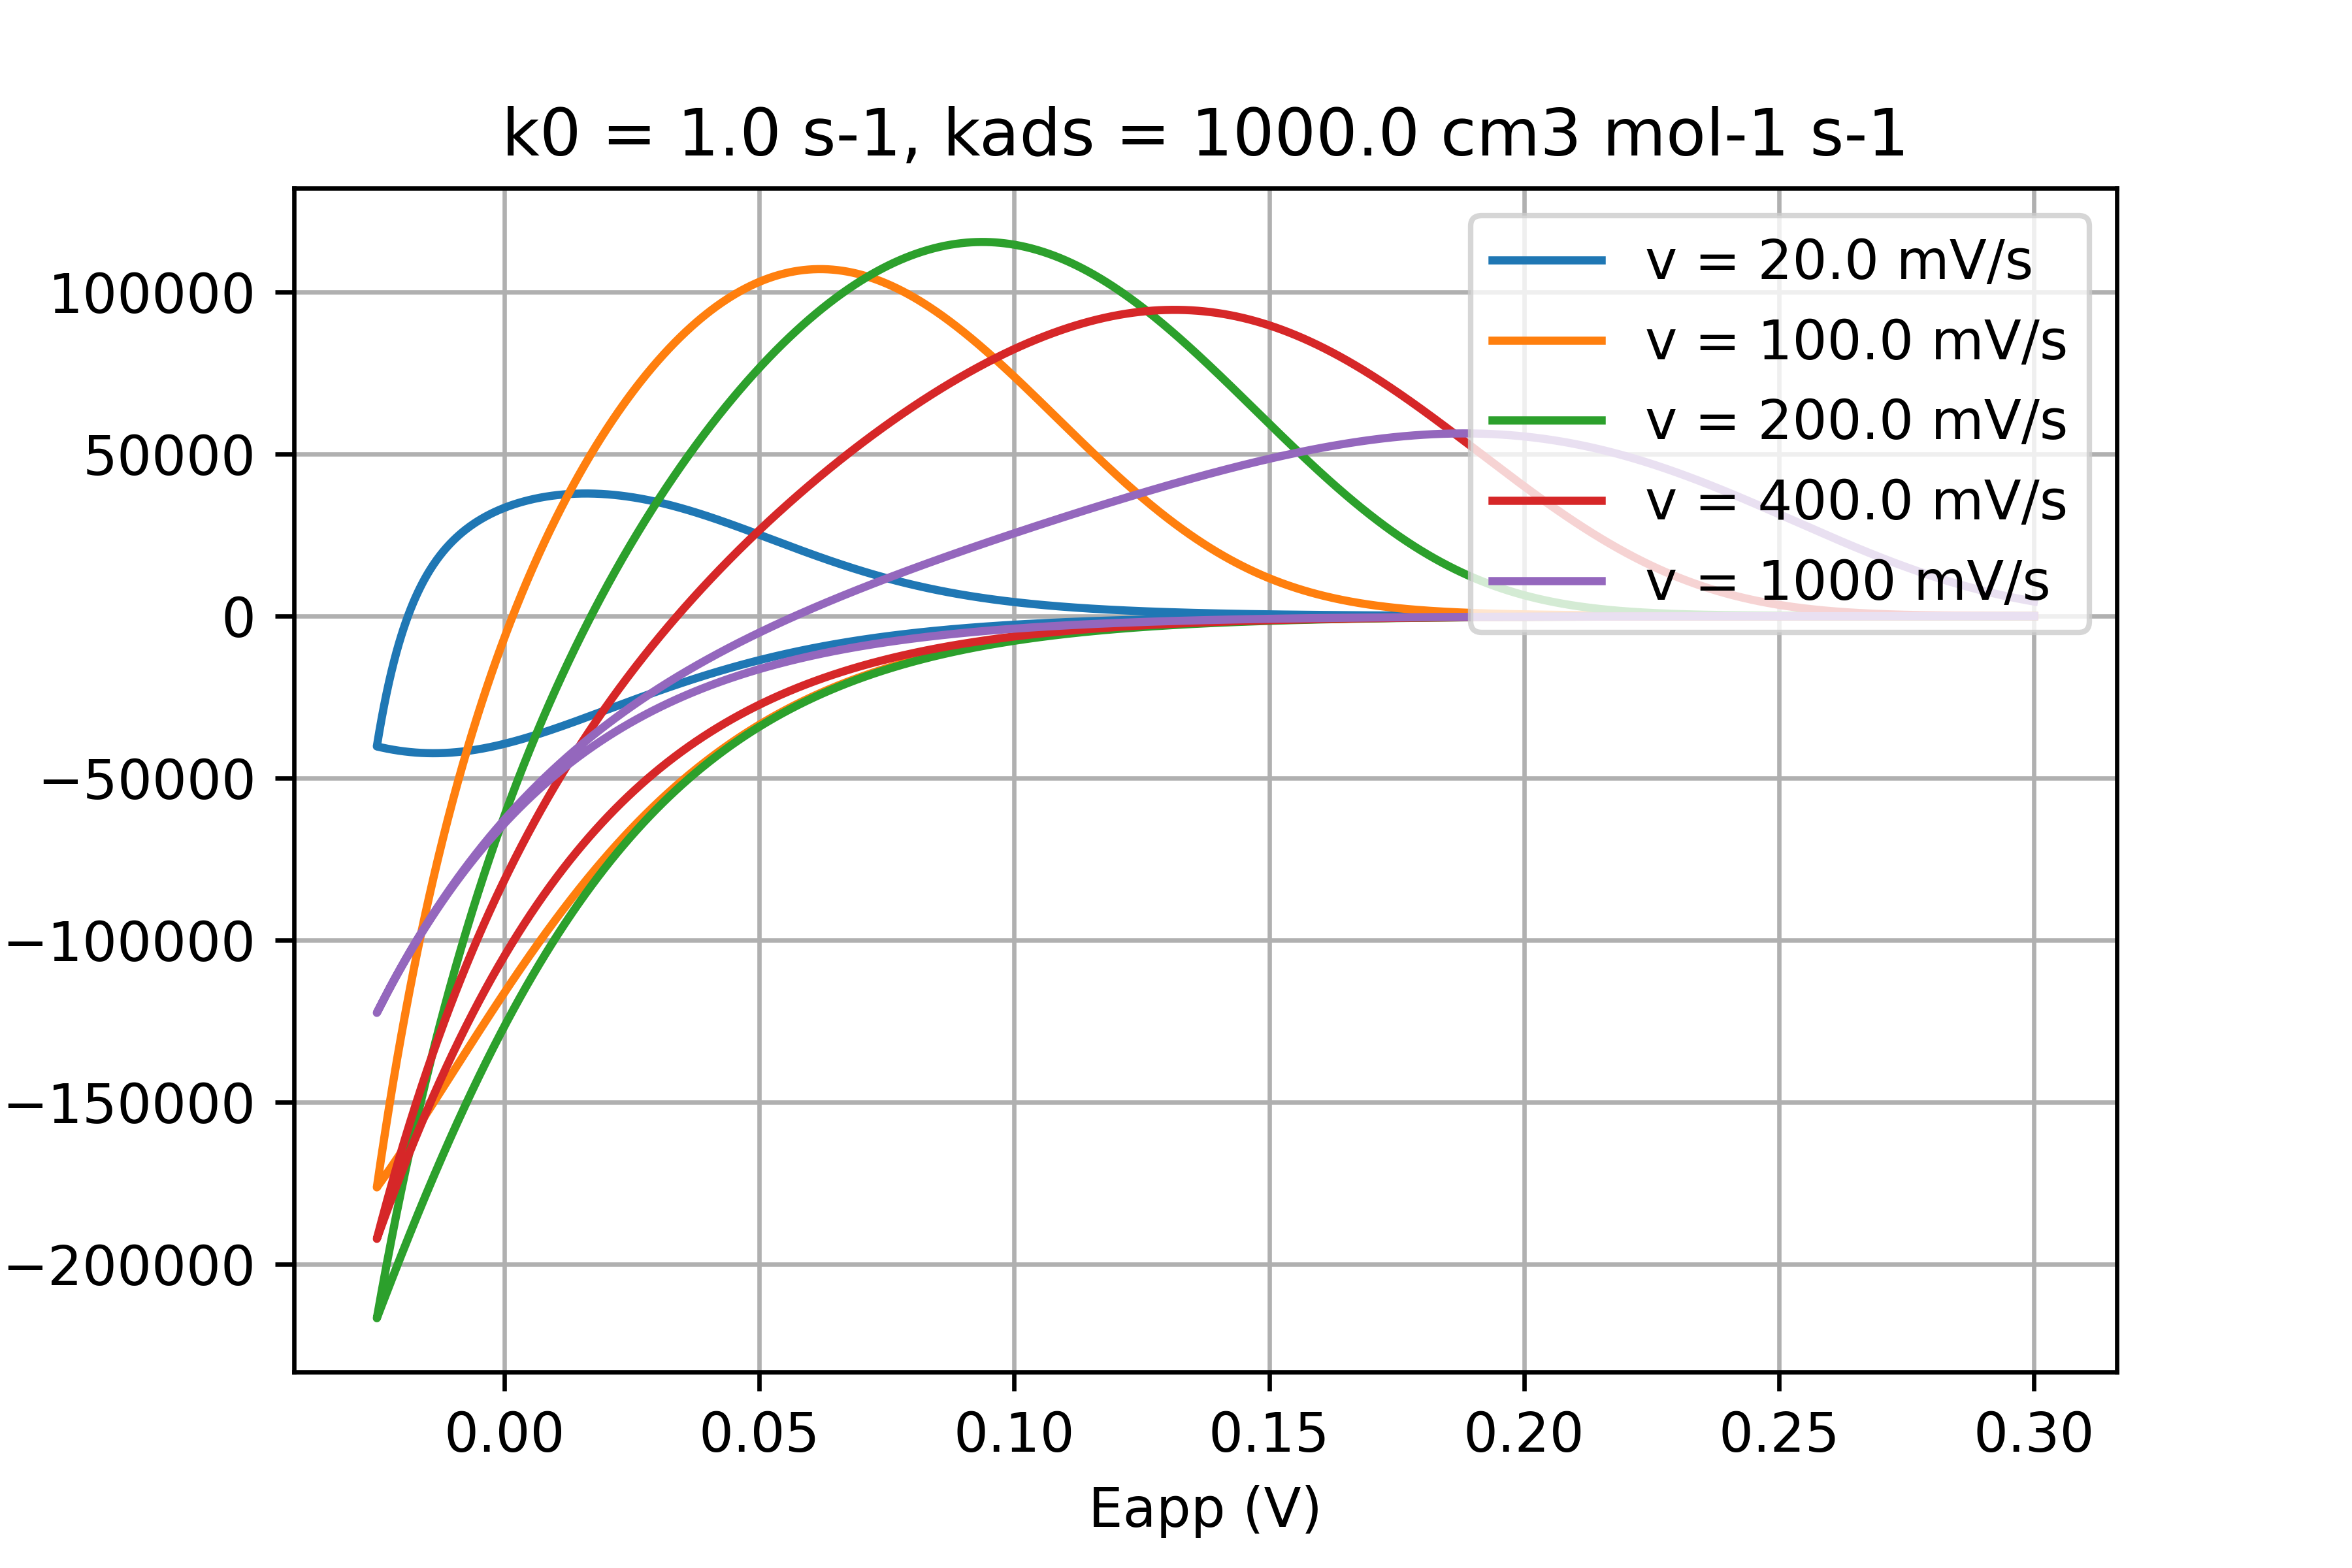 k0 = 1.0 s-1, kads = 1000.0 cm3 mol-1 s-1
v = 20.0 mV/s
v = 100.0 mV/s
v = 200.0 mV/s
v = 400.0 mV/s
v = 1000 mV/s
100000
50000
0
−50000
−100000
−150000
−200000
0.00 0.05 0.10 0.15 0.20 0.25 0.30
Eapp (V)